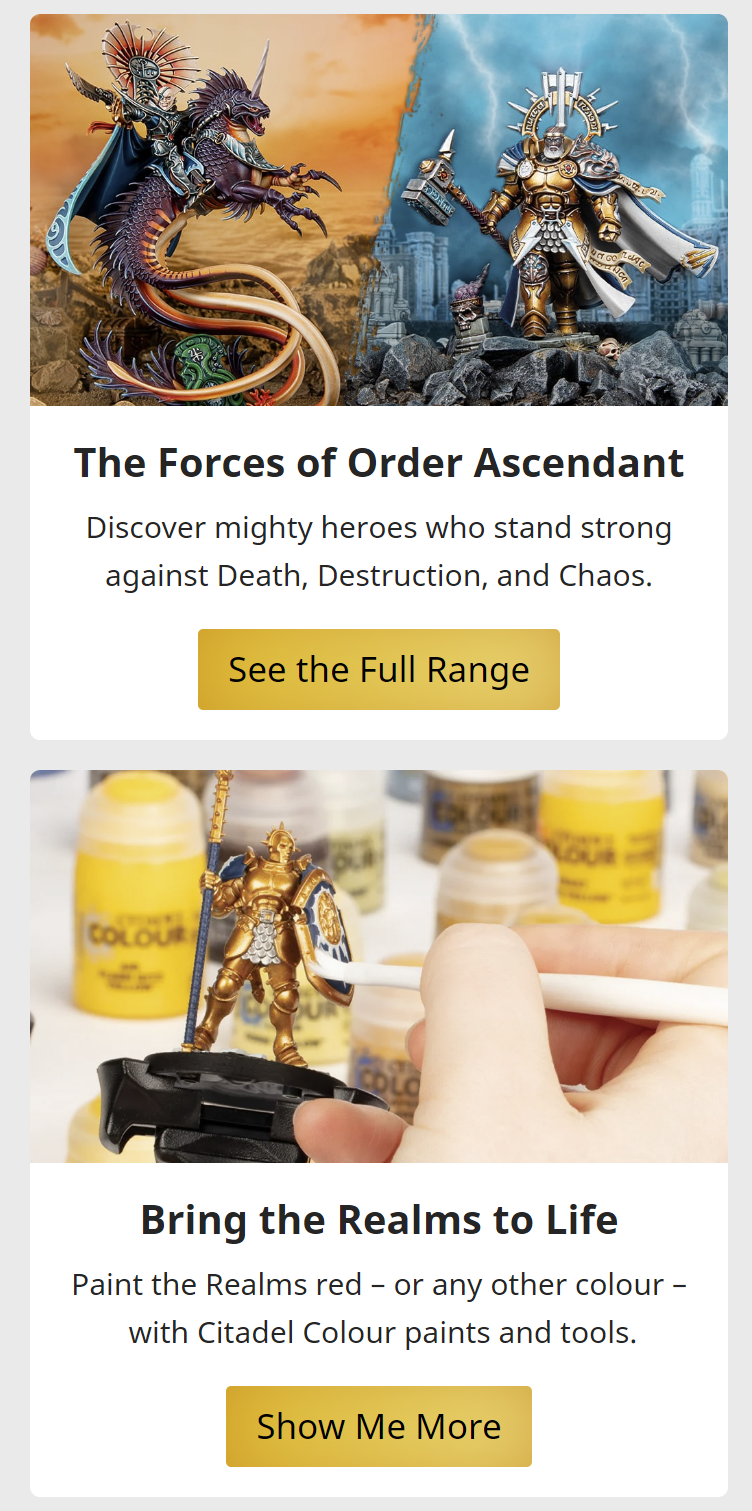 The Forces of Order Ascendant
Discover mighty heroes who stand strong
against Death, Destruction, and Chaos.
See the Full Range
COLOUR
COLOUR
Bring the Realms to Life
Paint the Realms red – or any other colour –
with Citadel Colour paints and tools.
Show Me More